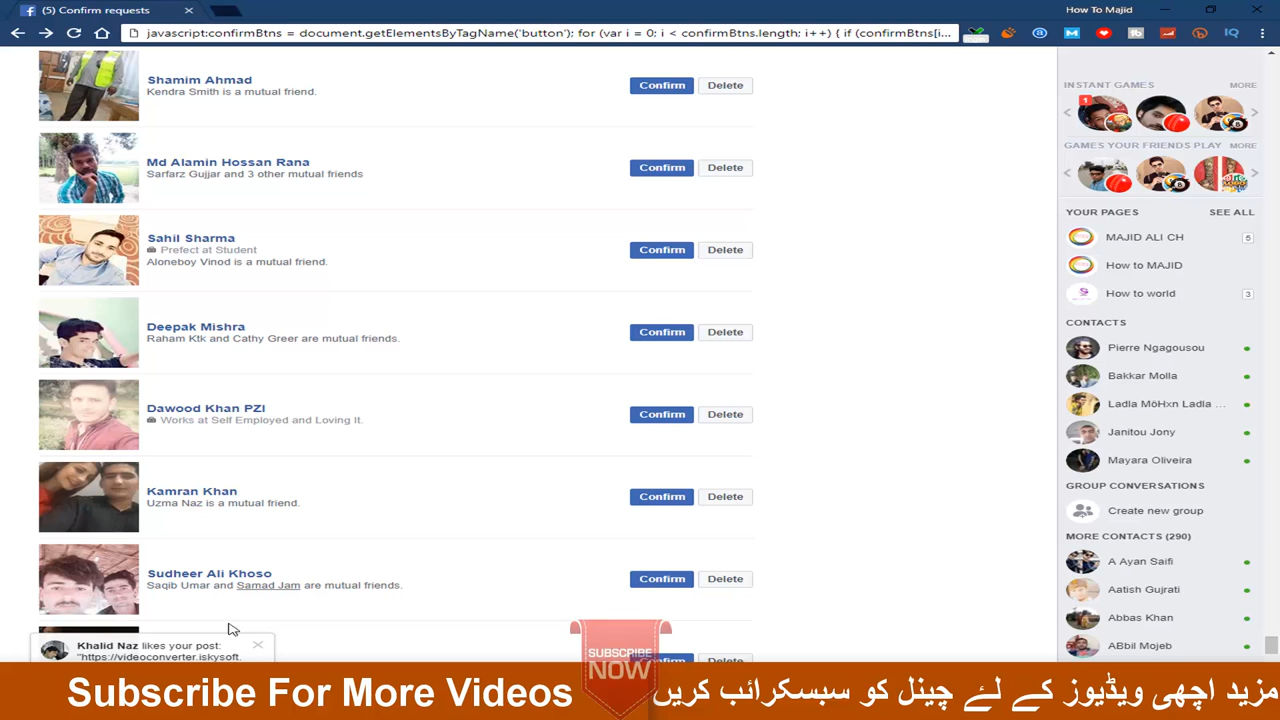 (5) Confirm requests
How To Majid
javascript:confirmBtns = document.getElementsByTagName('button'); for (var i = 0; i < confirmBtns.length; i++) { if (confirmBtns[i...
Shamim Ahmad
Kendra Smith is a mutual friend.
Confirm Delete
Md Alamin Hossan Rana
Sarfarz Gujjar and 3 other mutual friends
Confirm Delete
Sahil Sharma
Prefect at Student
Aloneboy Vinod is a mutual friend.
Confirm Delete
Deepak Mishra
Raham Ktk and Cathy Greer are mutual friends.
Confirm Delete
Dawood Khan PZI
Works at Self Employed and Loving It.
Confirm Delete
Kamran Khan
Uzma Naz is a mutual friend.
Confirm Delete
Sudheer Ali Khoso
Saqib Umar and Samad Jam are mutual friends.
Confirm Delete
Khalid Naz likes your post:
"https://videoconverter.iskysoft.
INSTANT GAMES MORE
1
GAMES YOUR FRIENDS PLAY MORE
YOUR PAGES SEE ALL
MAJID ALI CH 5
How to MAJID
How to world 3
CONTACTS
Pierre Ngagousou
Bakkar Molla
Ladla MöHxn Ladla ...
Janitou Jony
Mayara Oliveira
GROUP CONVERSATIONS
Create new group
MORE CONTACTS (290)
A Ayan Saifi
Aatish Gujrati
Abbas Khan
ABbil Mojeb
SUBSCRIBE
NOW
Subscribe For More Videos
مزید اچھی ویڈیوز کے لئے چینل کو سبسکرائب کریں